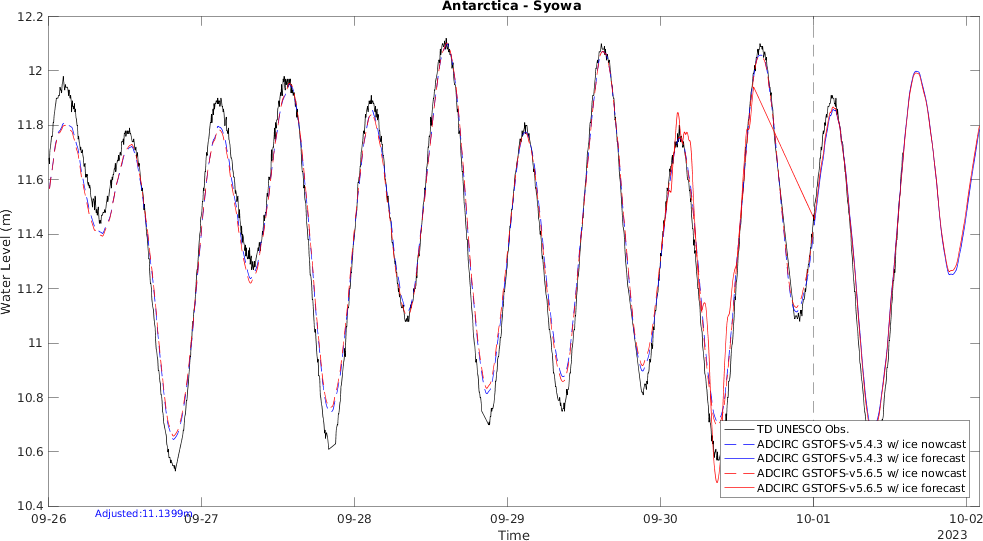 Antarctica - Syowa
12.2
12
11.8
11.6
11.4
11.2
11
10.8
10.6
10.4
Water Level (m)
TD UNESCO Obs.
ADCIRC GSTOFS-v5.4.3 w/ ice nowcast
ADCIRC GSTOFS-v5.4.3 w/ ice forecast
ADCIRC GSTOFS-v5.6.5 w/ ice nowcast
ADCIRC GSTOFS-v5.6.5 w/ ice forecast
Adjusted:11.1399m
09-26 09-27 09-28 09-29 09-30 10-01 10-02
Time
2023